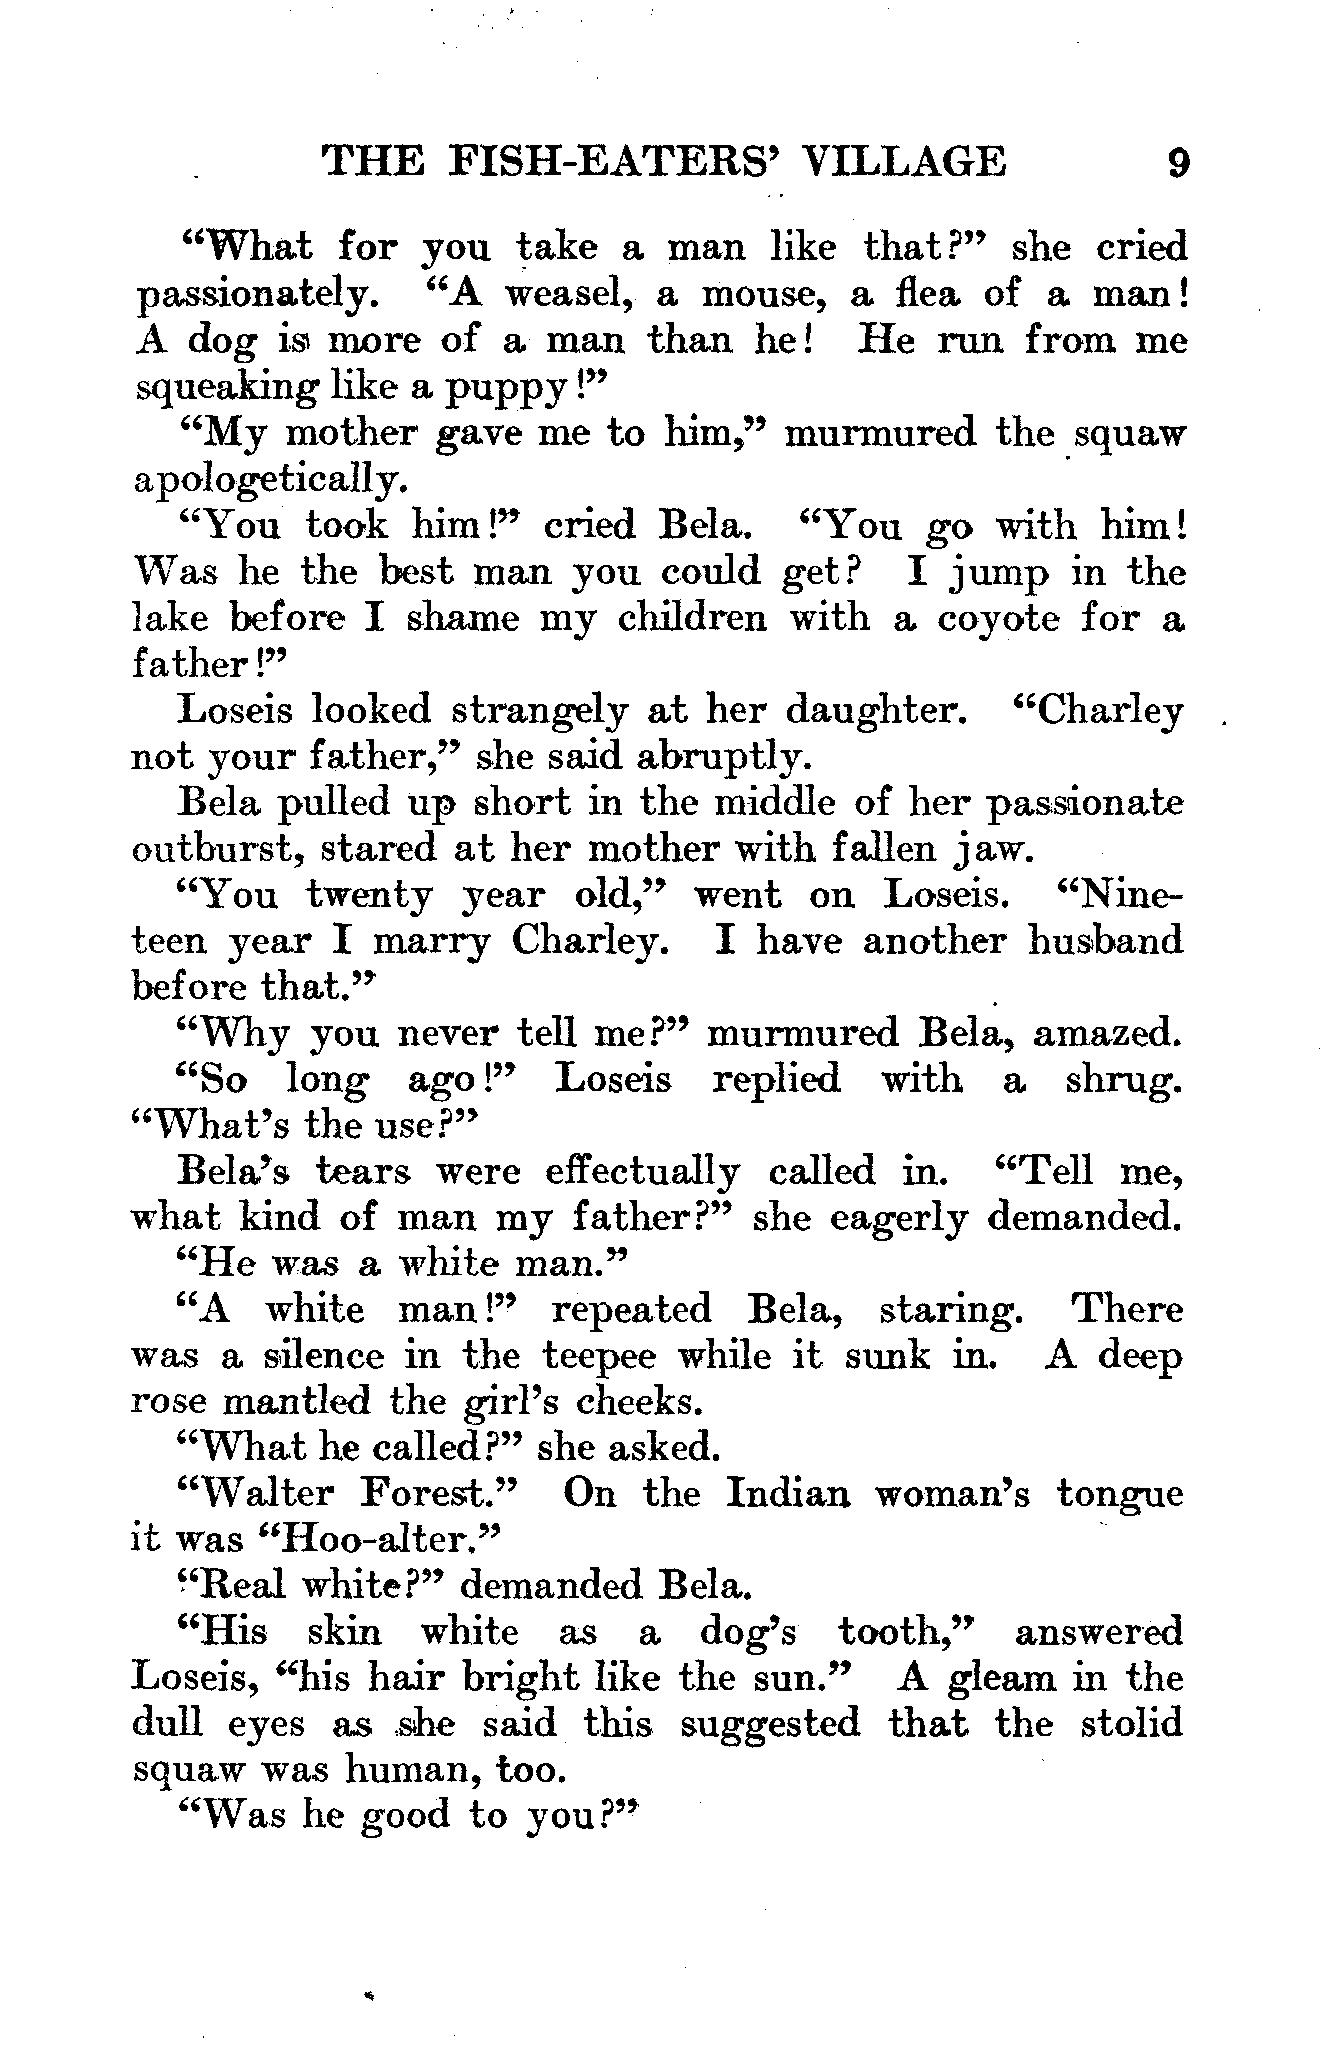 THE FISH-EATERS' VILLAGE 9
“What for you take a man like that?” she cried
passionately. “A weasel, a mouse, a flea of a man!
A dog is more of a man than he! He run from me
squeaking like a puppy!”
“My mother gave me to him,” murmured the squaw
apologetically.
“You took him!” cried Bela. “You go with him!
Was he the best man you could get? I jump in the
lake before I shame my children with a coyote for a
father!”
Loseis looked strangely at her daughter. “Charley
not your father,” she said abruptly.
Bela pulled up short in the middle of her passionate
outburst, stared at her mother with fallen jaw.
“You twenty year old,” went on Loseis. “Nine-
teen year I marry Charley. I have another husband
before that.”
“Why you never tell me?” murmured Bela, amazed.
“So long ago!” Loseis replied with a shrug.
“What's the use?”
Bela's tears were effectually called in. “Tell me,
what kind of man my father?” she eagerly demanded.
“He was a white man.”
“A white man!” repeated Bela, staring. There
was a silence in the teepee while it sunk in. A deep
rose mantled the girl's cheeks.
“What he called?” she asked.
“Walter Forest.” On the Indian woman's tongue
it was “Hoo-alter.”
“Real white?” demanded Bela.
“His skin white as a dog's tooth,” answered
Loseis, “his hair bright like the sun.” A gleam in the
dull eyes as she said this suggested that the stolid
squaw was human, too.
“Was he good to you?”